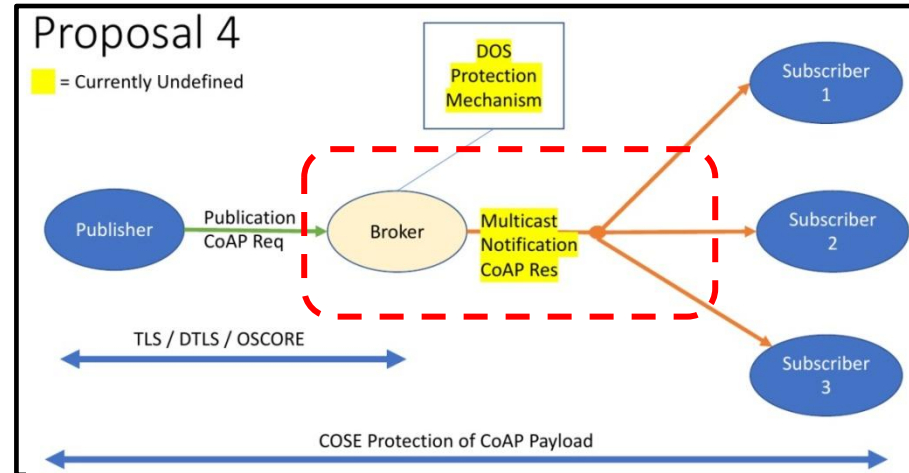 Proposal 4
= Currently Undefined
DOS
Protection
Mechanism
Subscriber
1
Publisher
Publication
CoAP Req
Broker
Multicast
Notification
CoAP Res
Subscriber
2
TLS / DTLS / OSCORE
Subscriber
3
COSE Protection of CoAP Payload